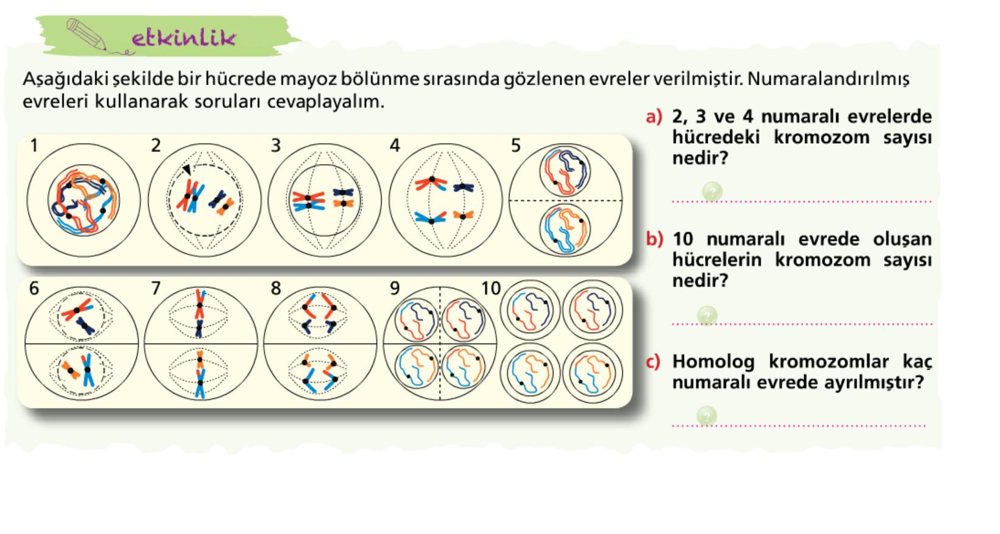 etkinlik
Aşağıdaki şekilde bir hücrede mayoz bölünme sırasında gözlenen evreler verilmiştir. Numaralandırılmış
evreleri kullanarak soruları cevaplayalım.
1 2 3 4 5
6 7 8 9 10
a) 2, 3 ve 4 numaralı evrelerde
hücredeki kromozom sayısı
nedir?
?
b) 10 numaralı evrede oluşan
hücrelerin kromozom sayısı
nedir?
?
c) Homolog kromozomlar kaç
numaralı evrede ayrılmıştır?
?